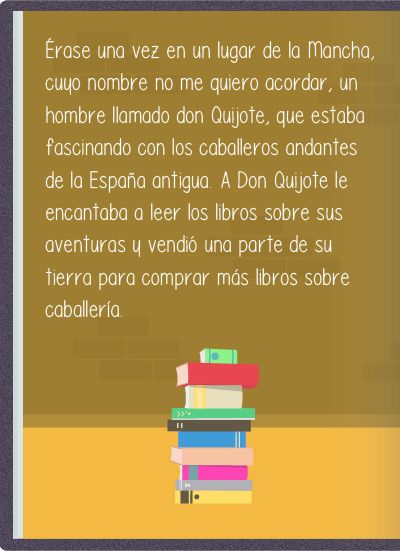 Érase una vez en un lugar de la Mancha,
cuyo nombre no me quiero acordar, un
hombre llamado don Quijote, que estaba
fascinando con los caballeros andantes
de la España antigua. A Don Quijote le
encantaba a leer los libros sobre sus
aventuras y vendió una parte de su
tierra para comprar más libros sobre
caballería.